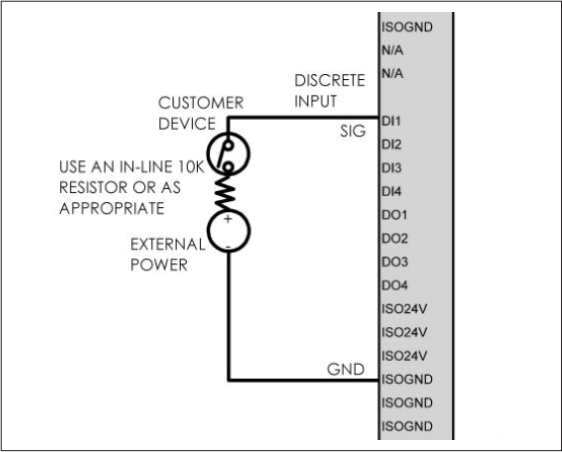 ISOGND
N/A
N/A
DISCRETE
INPUT
CUSTOMER
DEVICE
SIG
DI1
DI2
USE AN IN-LINE 10K
RESISTOR OR AS
APPROPRIATE
DI3
DI4
DO1
+
EXTERNAL
POWER
-
DO2
DO3
DO4
ISO24V
ISO24V
ISO24V
GND
ISOGND
ISOGND
ISOGND